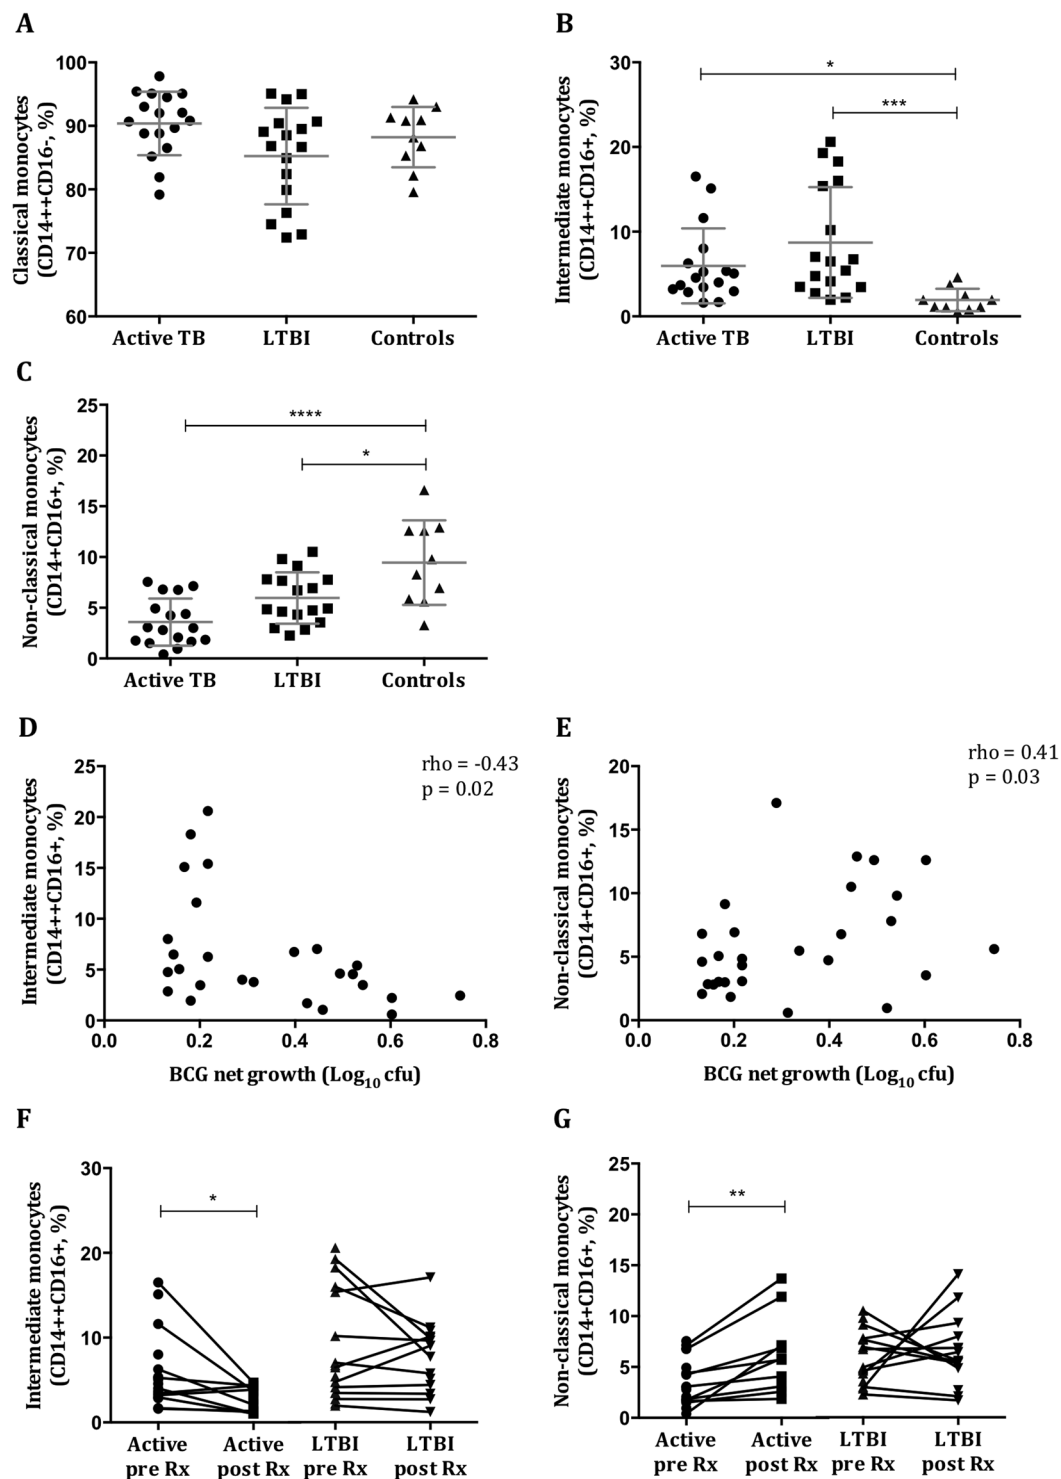 A
Classical monocytes
(CD14++CD16-, %)
100
90
80
70
60
Active TB
LTBI
Controls
B
Intermediate monocytes
(CD14++CD16+, %)
30
20
10
0
*
***
Active TB
LTBI
Controls
C
Non-classical monocytes
(CD14+CD16+, %)
25
20
15
10
5
0
****
*
Active TB
LTBI
Controls
D
Intermediate monocytes
(CD14++CD16+, %)
25
20
15
10
5
0
rho = -0.43
p = 0.02
0.0 0.2 0.4 0.6 0.8
BCG net growth (Log10 cfu)
E
Non-classical monocytes
(CD14+CD16+, %)
20
15
10
5
0
rho = 0.41
p = 0.03
0.0 0.2 0.4 0.6 0.8
BCG net growth (Log10 cfu)
F
Intermediate monocytes
(CD14++CD16+, %)
30
20
10
0
*
Active
pre Rx
Active
post Rx
LTBI
pre Rx
LTBI
post Rx
G
Non-classical monocytes
(CD14+CD16+, %)
25
20
15
10
5
0
**
Active
pre Rx
Active
post Rx
LTBI
pre Rx
LTBI
post Rx